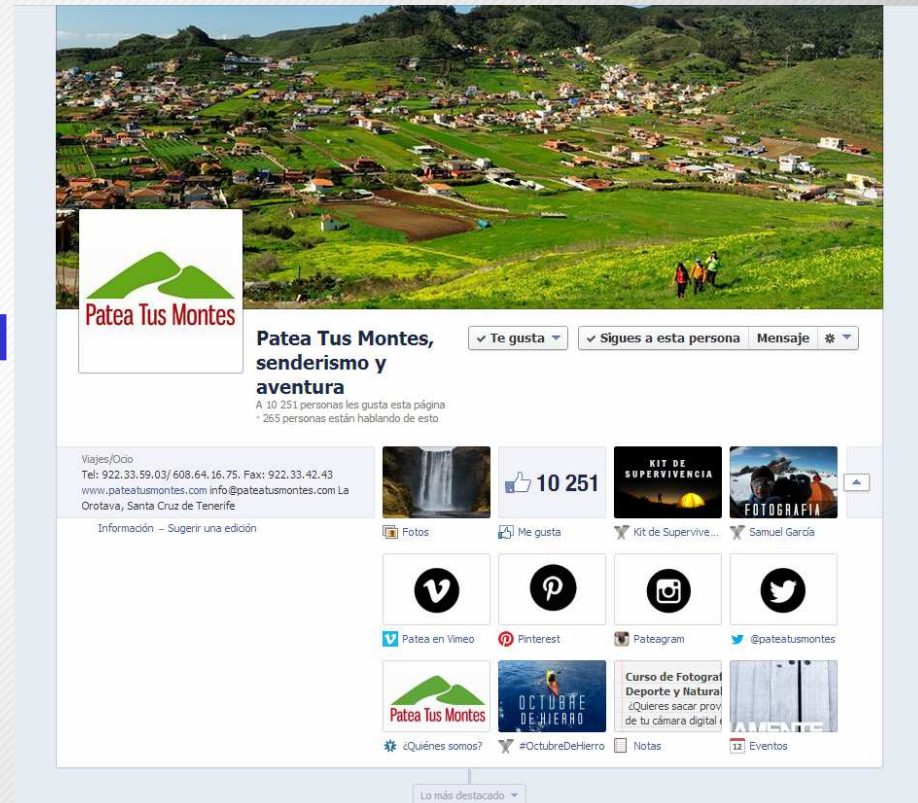 Patea Tus Montes
Patea Tus Montes,
senderismo y
aventura
Te gusta
Sigues a esta persona
Mensaje
A 10 251 personas les gusta esta página
· 265 personas están hablando de esto
Viajes/Ocio
Tel: 922.33.59.03/ 608.64.16.75. Fax: 922.33.42.43
www.pateatusmontes.com info@pateatusmontes.com La
Orotava, Santa Cruz de Tenerife
Información – Sugerir una edición
10 251
KIT DE
SUPERVIVENCIA
FOTOGRAFIA
Fotos
Me gusta
Kit de Supervive...
Samuel García
Patea en Vimeo
Pinterest
Pateagram
@pateatusmontes
Patea Tus Montes
OCTUBRE
DE HIERRO
Curso de Fotograf
Deporte y Natural
¿Quieres sacar prov
de tu cámara digital
AMENTE
¿Quiénes somos?
#OctubreDeHierro
Notas
12
Eventos
Lo más destacado